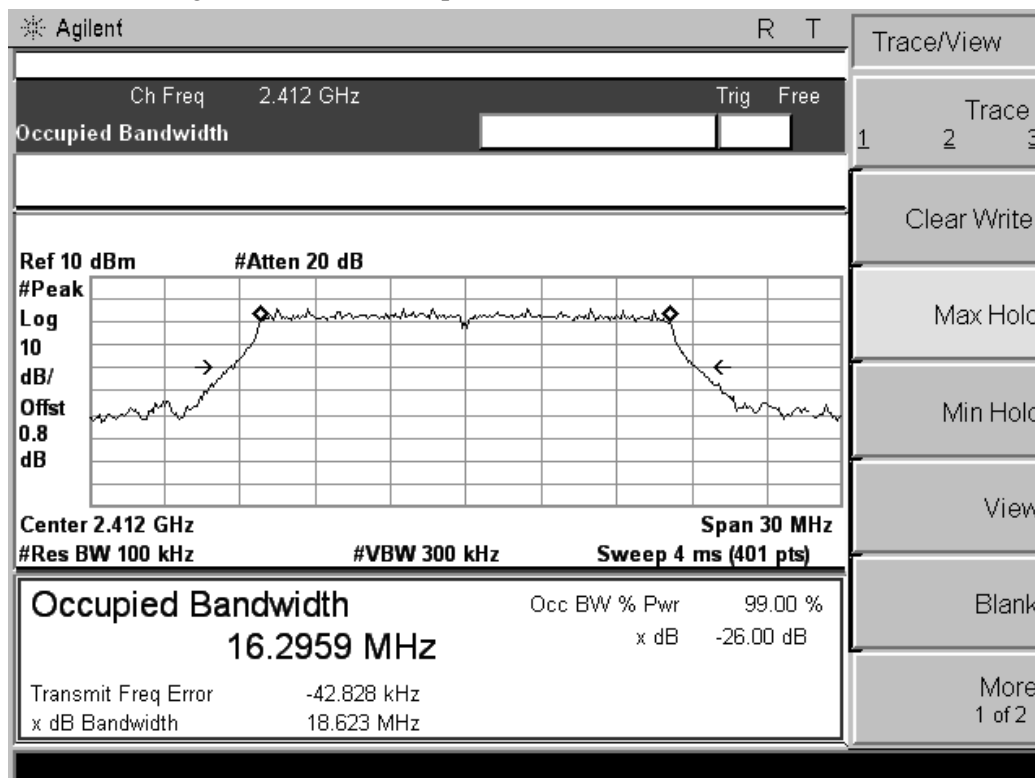 Agilent R T
Trace/View
Ch Freq 2.412 GHz Trig Free
Occupied Bandwidth
Trace
1 2 3
Clear Write
Ref 10 dBm #Atten 20 dB
#Peak
Log
10
dB/
Offst
0.8
dB
Max Hold
Min Hold
View
Center 2.412 GHz Span 30 MHz
#Res BW 100 kHz #VBW 300 kHz Sweep 4 ms (401 pts)
Occupied Bandwidth
16.2959 MHz
Occ BW % Pwr 99.00 %
x dB -26.00 dB
Transmit Freq Error -42.828 kHz
x dB Bandwidth 18.623 MHz
Blank
More
1 of 2